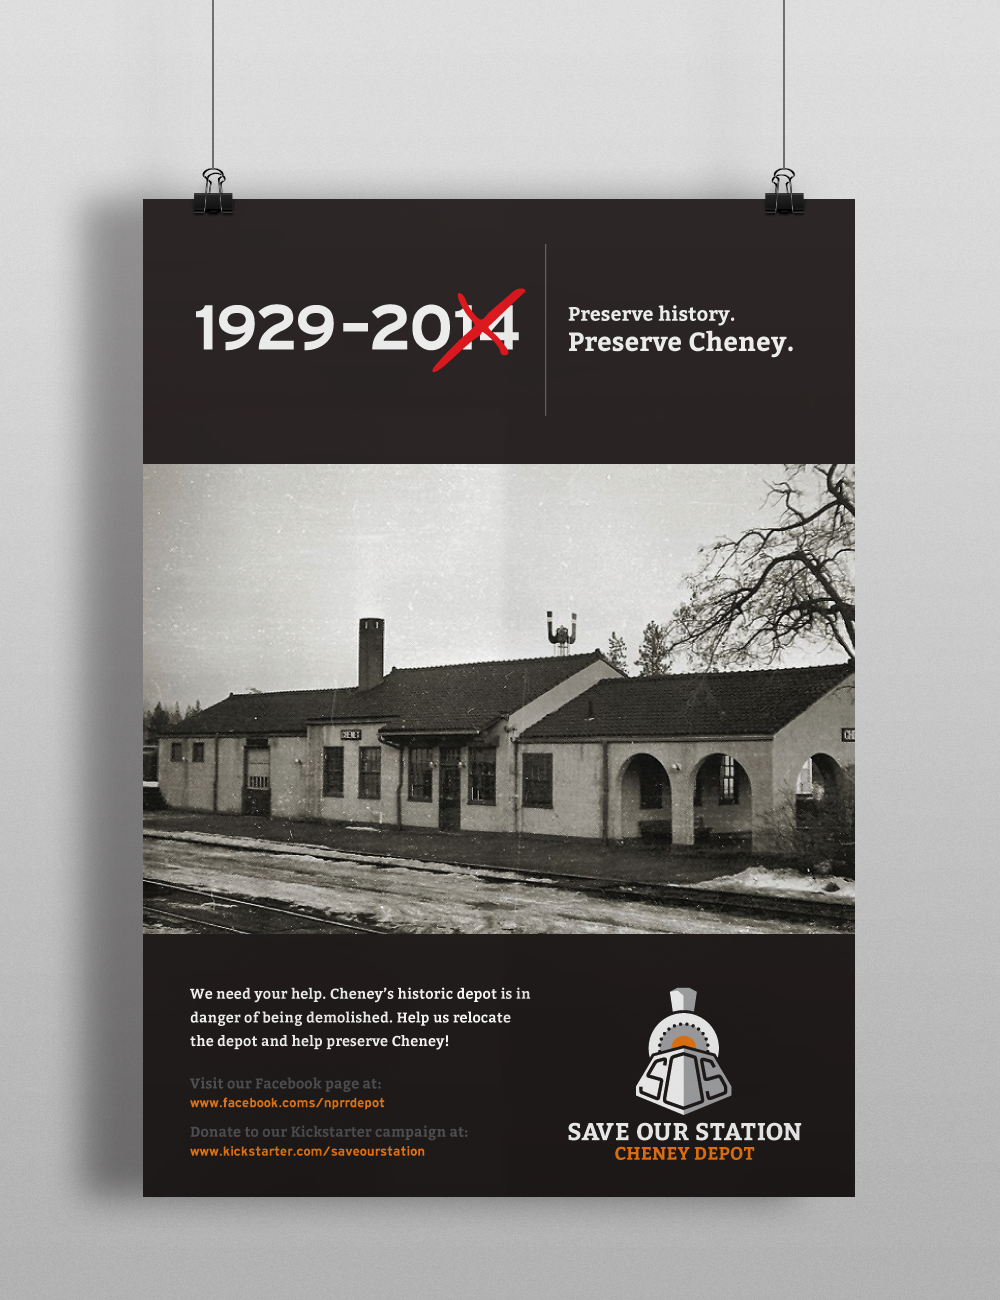 1929-2014
Preserve history.
Preserve Cheney.
CHENEY
We need your help. Cheney's historic depot is in
danger of being demolished. Help us relocate
the depot and help preserve Cheney!
Visit our Facebook page at:
www.facebook.coms/nprrdepot
Donate to our Kickstarter campaign at:
www.kickstarter.com/saveourstation
SOS
SAVE OUR STATION
CHENEY DEPOT